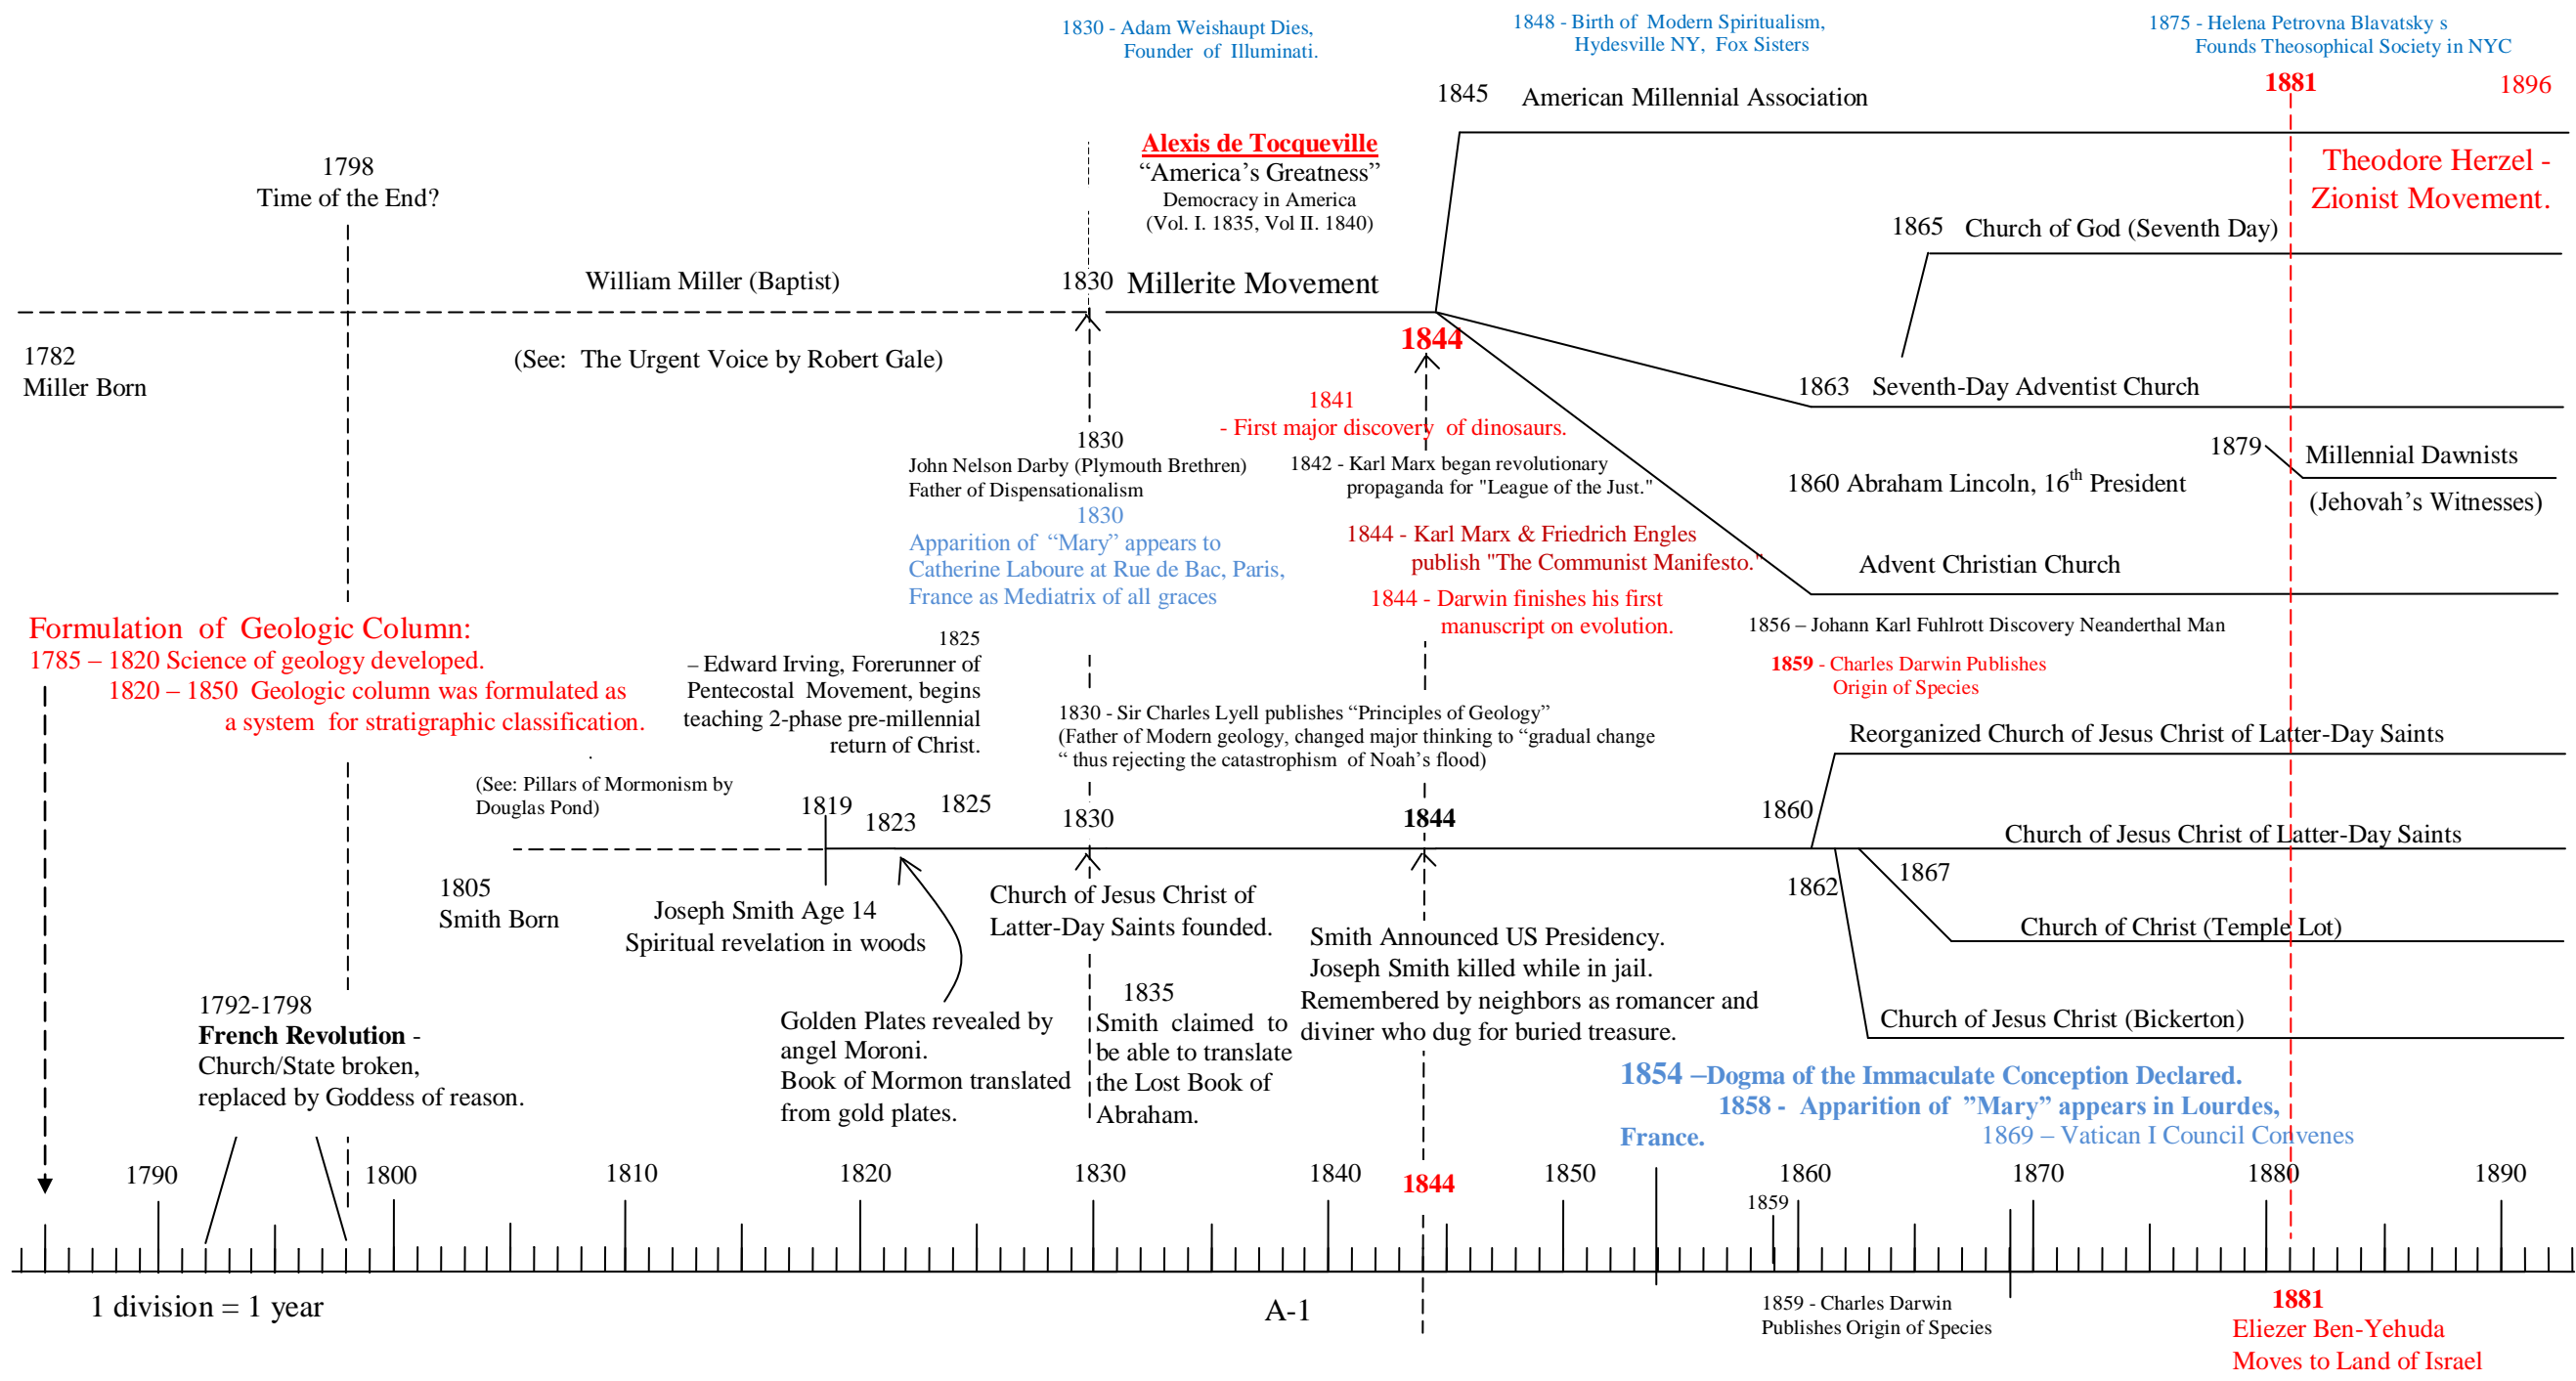 1830 - Adam Weishaupt Dies,
Founder of Illuminati.
1848 - Birth of Modern Spiritualism,
Hydesville NY, Fox Sisters
1875 - Helena Petrovna Blavatsky s
Founds Theosophical Society in NYC
1881
1896
1845 American Millennial Association
Alexis de Tocqueville
“America’s Greatness”
Democracy in America
(Vol. I. 1835, Vol II. 1840)
Theodore Herzel -
Zionist Movement.
1798
Time of the End?
1865 Church of God (Seventh Day)
William Miller (Baptist)
1830 Millerite Movement
1844
1782
Miller Born
(See: The Urgent Voice by Robert Gale)
1863 Seventh-Day Adventist Church
1841
- First major discovery of dinosaurs.
1830
John Nelson Darby (Plymouth Brethren)
Father of Dispensationalism
1842 - Karl Marx began revolutionary
propaganda for "League of the Just."
1879 Millennial Dawnists
(Jehovah’s Witnesses)
1860 Abraham Lincoln, 16th President
1830
Apparition of “Mary” appears to
Catherine Laboure at Rue de Bac, Paris,
France as Mediatrix of all graces
1844 - Karl Marx & Friedrich Engles
publish "The Communist Manifesto."
Advent Christian Church
1844 - Darwin finishes his first
manuscript on evolution.
Formulation of Geologic Column:
1785 – 1820 Science of geology developed.
1820 – 1850 Geologic column was formulated as
a system for stratigraphic classification.
.
1825
– Edward Irving, Forerunner of
Pentecostal Movement, begins
teaching 2-phase pre-millennial
return of Christ.
1856 – Johann Karl Fuhlrott Discovery Neanderthal Man
1859 - Charles Darwin Publishes
Origin of Species
1830 - Sir Charles Lyell publishes “Principles of Geology”
(Father of Modern geology, changed major thinking to “gradual change
“ thus rejecting the catastrophism of Noah’s flood)
Reorganized Church of Jesus Christ of Latter-Day Saints
(See: Pillars of Mormonism by
Douglas Pond)
1819
1823
1825
1830
1844
1860
Church of Jesus Christ of Latter-Day Saints
1805
Smith Born
Joseph Smith Age 14
Spiritual revelation in woods
Church of Jesus Christ of
Latter-Day Saints founded.
1862
1867
Church of Christ (Temple Lot)
Smith Announced US Presidency.
Joseph Smith killed while in jail.
Remembered by neighbors as romancer and
diviner who dug for buried treasure.
1792-1798
French Revolution -
Church/State broken,
replaced by Goddess of reason.
Golden Plates revealed by
angel Moroni.
Book of Mormon translated
from gold plates.
1835
Smith claimed to
be able to translate
the Lost Book of
Abraham.
Church of Jesus Christ (Bickerton)
1854 –Dogma of the Immaculate Conception Declared.
1858 - Apparition of ”Mary” appears in Lourdes,
France.
1869 – Vatican I Council Convenes
1790
1800
1810
1820
1830
1840
1844
1850
1859
1860
1870
1880
1890
1 division = 1 year
A-1
1859 - Charles Darwin
Publishes Origin of Species
1881
Eliezer Ben-Yehuda
Moves to Land of Israel